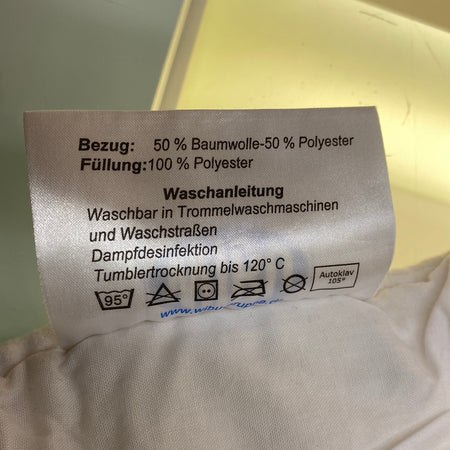 Bezug: 50 % Baumwolle-50 % Polyester
Füllung:100 % Polyester
Waschanleitung
Waschbar in Trommelwaschmaschinen
und Waschstraßen
Dampfdesinfektion
Tumblertrocknung bis 120° C
95°
Autoklav
105°